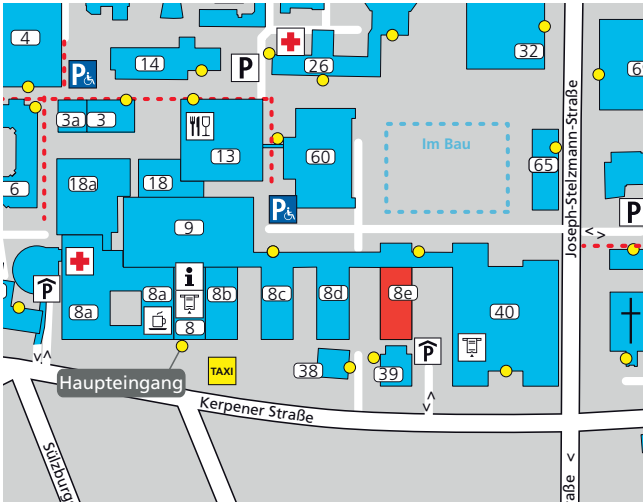 4
14
P
26
32
6
3a
3
13
60
Im Bau
65
6
18a
18
P
9
Joseph-Stelzmann-Straße
< >
P
i
8a
8a
8b
8c
8d
8e
40
8
P
< >
Haupteingang
TAXI
38
39
Kerpener Straße
< >
Sülzburg
aße <